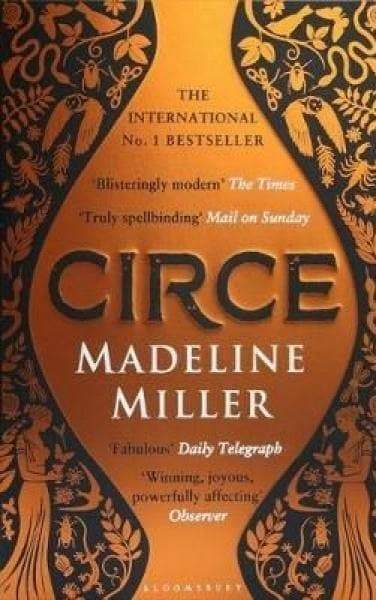 THE
INTERNATIONAL
No. 1 BESTSELLER
‘Blisteringly modern’ The Times
‘Truly spellbinding’ Mail on Sunday
CIRCE
MADELINE
MILLER
‘Fabulous’ Daily Telegraph
‘Winning, joyous,
powerfully affecting’
Observer
BLOOMSBURY